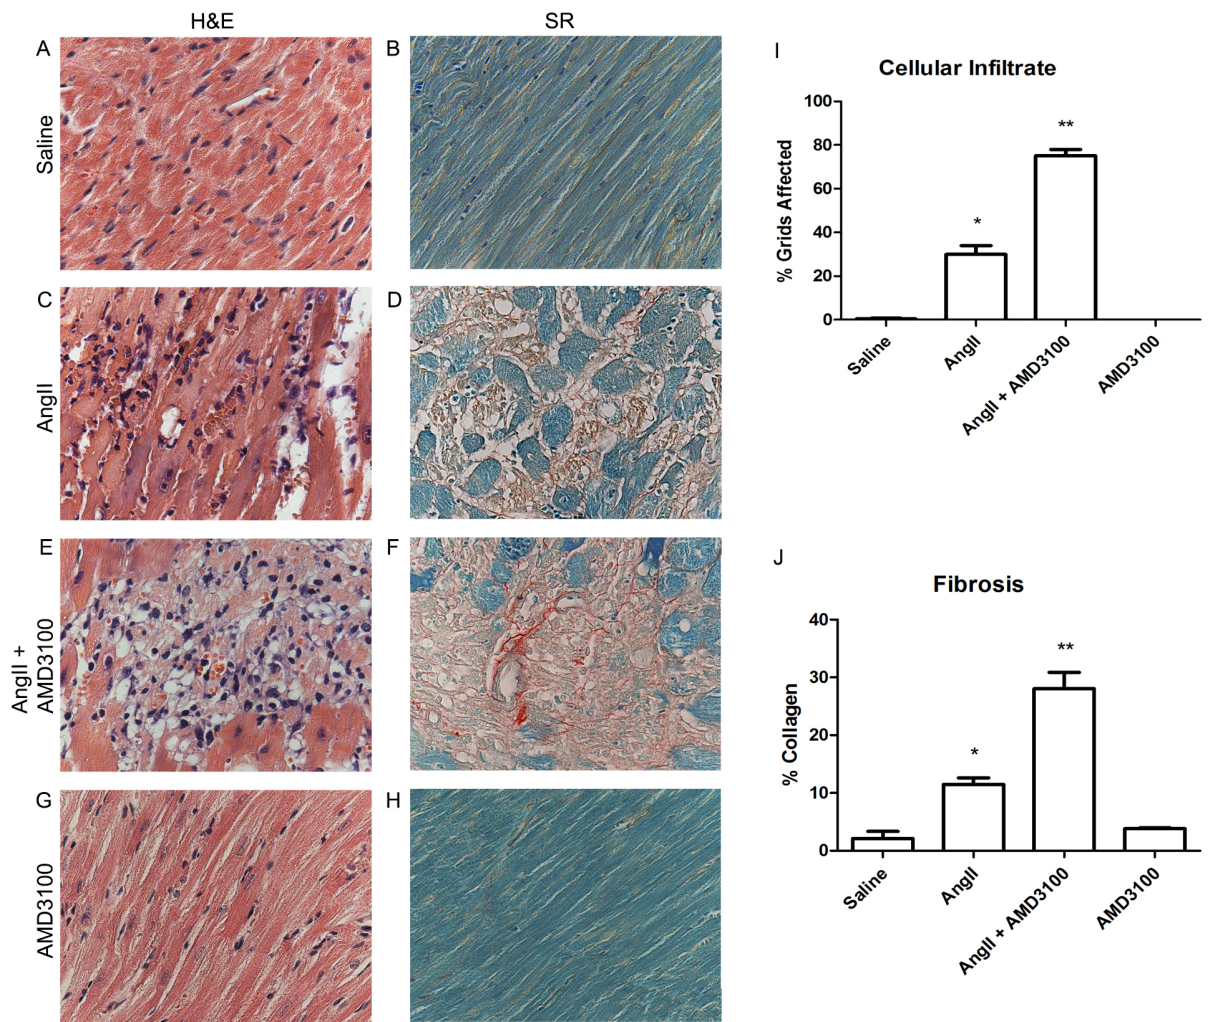 H&E
SR
A
B
Saline
C
D
AngII
E
F
AngII +
AMD3100
G
H
AMD3100
I
Cellular Infiltrate
% Grids Affected
100
80
60
40
20
0
*
**
Saline
AngII
AngII + AMD3100
AMD3100
J
Fibrosis
% Collagen
40
30
20
10
0
*
**
Saline
AngII
AngII + AMD3100
AMD3100